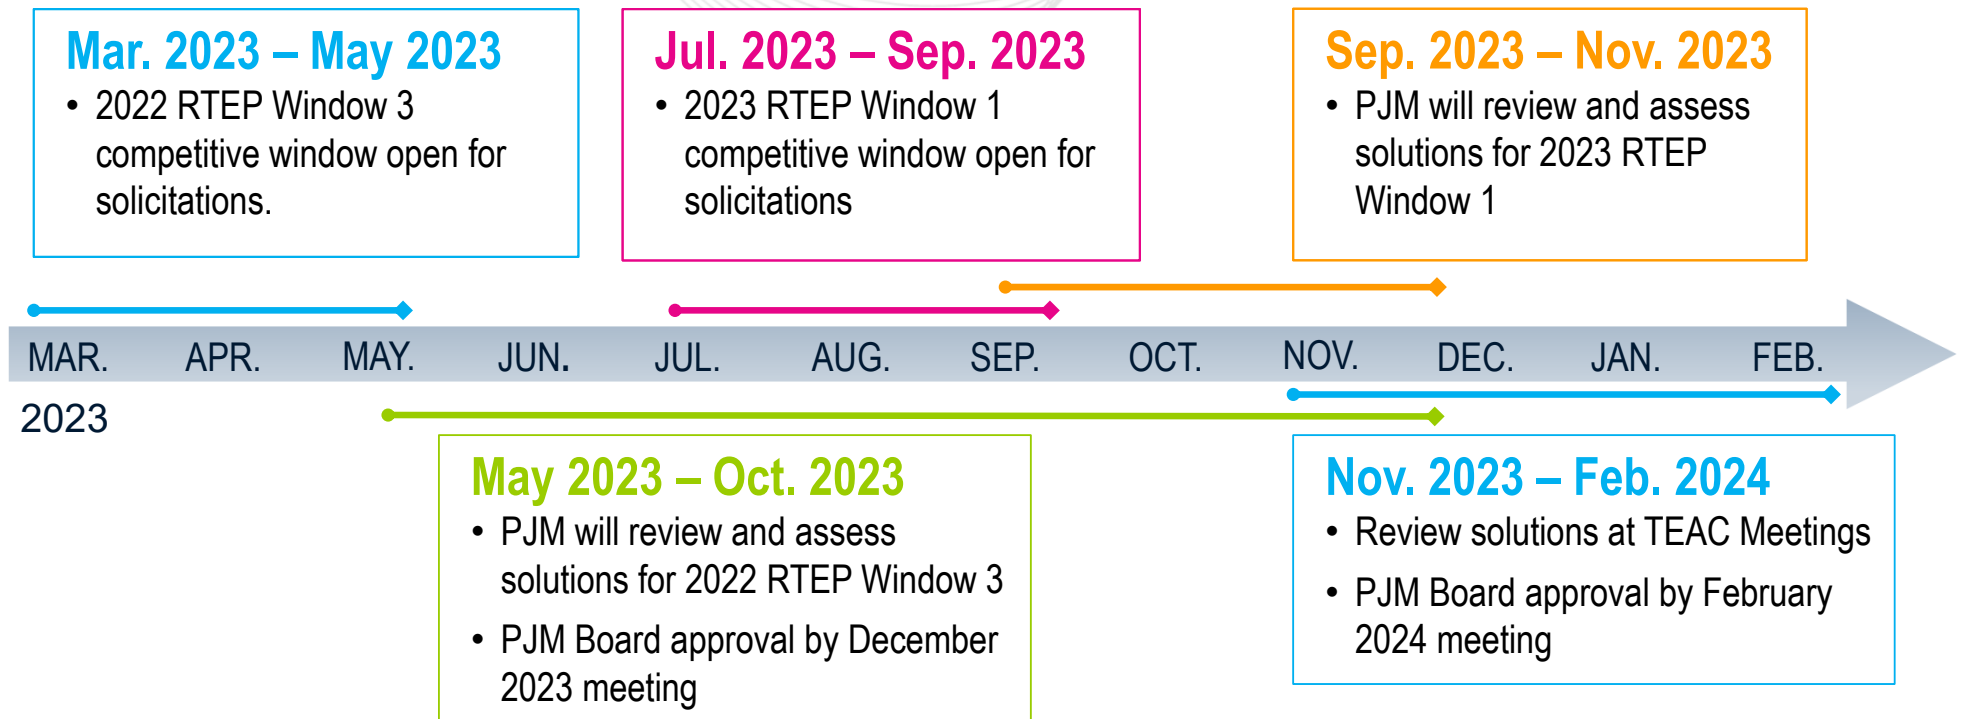 Mar. 2023 – May 2023
• 2022 RTEP Window 3
competitive window open for
solicitations.
Jul. 2023 – Sep. 2023
• 2023 RTEP Window 1
competitive window open for
solicitations
Sep. 2023 – Nov. 2023
• PJM will review and assess
solutions for 2023 RTEP
Window 1
MAR. APR. MAY. JUN. JUL. AUG. SEP. OCT. NOV. DEC. JAN. FEB.
2023
May 2023 – Oct. 2023
• PJM will review and assess
solutions for 2022 RTEP Window 3
• PJM Board approval by December
2023 meeting
Nov. 2023 – Feb. 2024
• Review solutions at TEAC Meetings
• PJM Board approval by February
2024 meeting